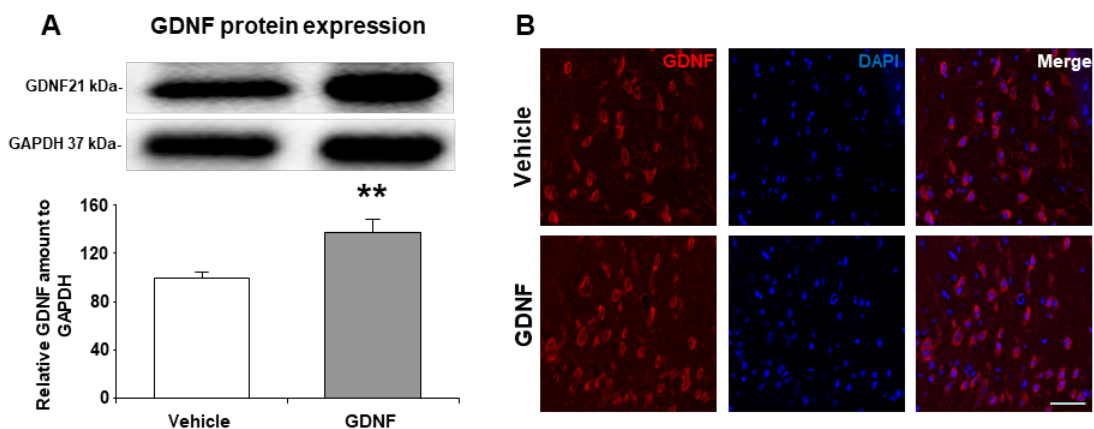 A
GDNF protein expression
GDNF21 kDa-
GAPDH 37 kDa-
**
Relative GDNF amount to
GAPDH
160
120
80
40
0
Vehicle
GDNF
B
GDNF
DAPI
Merge
Vehicle
GDNF